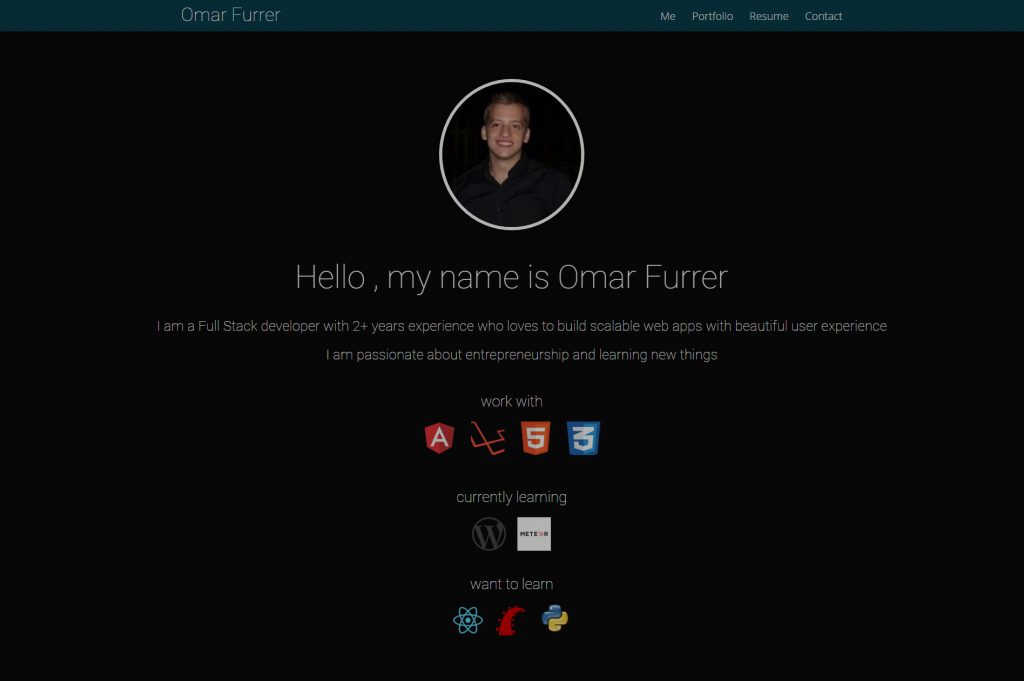 Omar Furrer
Me Portfolio Resume Contact
Hello , my name is Omar Furrer
I am a Full Stack developer with 2+ years experience who loves to build scalable web apps with beautiful user experience
I am passionate about entrepreneurship and learning new things
work with
currently learning
METEOR
want to learn